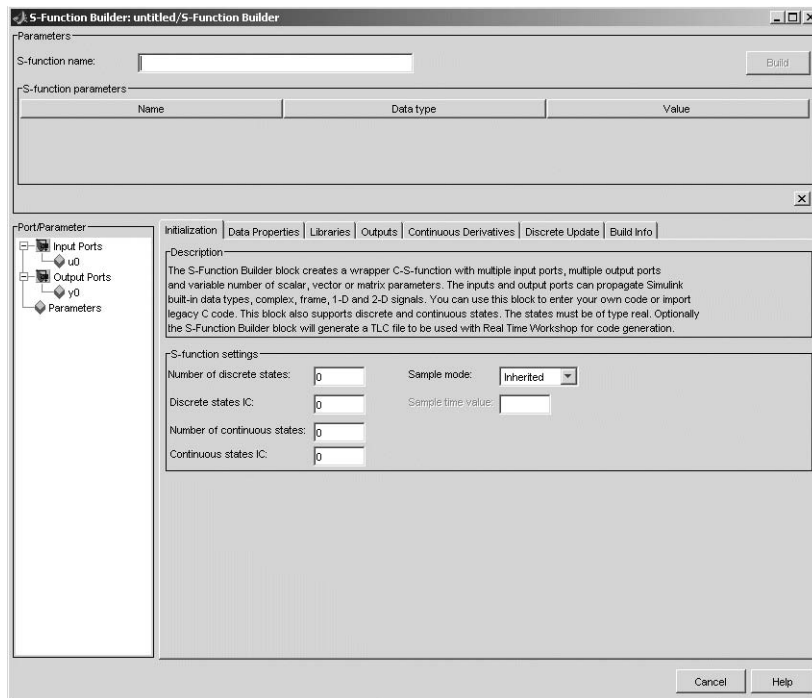 S-Function Builder: untitled/S-Function Builder
Parameters
S-function name:
Build
S-function parameters
Name Data type Value
Port/Parameter
Input Ports
u0
Output Ports
y0
Parameters
Initialization Data Properties Libraries Outputs Continuous Derivatives Discrete Update Build Info
Description
The S-Function Builder block creates a wrapper C-S-function with multiple input ports, multiple output ports
and variable number of scalar, vector or matrix parameters. The inputs and output ports can propagate Simulink
built-in data types, complex, frame, 1-D and 2-D signals. You can use this block to enter your own code or import
legacy C code. This block also supports discrete and continuous states. The states must be of type real. Optionally
the S-Function Builder block will generate a TLC file to be used with Real Time Workshop for code generation.
S-function settings
Number of discrete states: 0 Sample mode: Inherited
Discrete states IC: 0 Sample time value:
Number of continuous states: 0
Continuous states IC: 0
Cancel Help